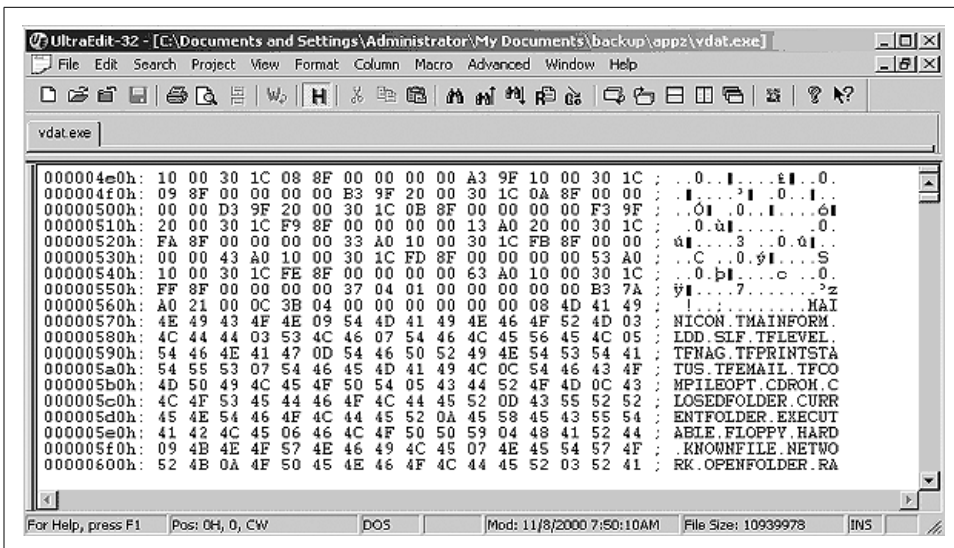 UltraEdit-32 - [C:\Documents and Settings\Administrator\My Documents\backup\appz\vdat.exe]
File Edit Search Project View Format Column Macro Advanced Window Help
vdat.exe
000004e0h: 10 00 30 1C 08 8F 00 00 00 00 A3 9F 10 00 30 1C ; ..0.▌....£▌..0.
000004f0h: 09 8F 00 00 00 00 B3 9F 20 00 30 1C 0A 8F 00 00 ; .▌....³▌ .0..▌..
00000500h: 00 00 D3 9F 20 00 30 1C 0B 8F 00 00 00 00 F3 9F ; ..Ó▌ .0..▌....ó▌
00000510h: 20 00 30 1C F9 8F 00 00 00 00 13 A0 20 00 30 1C ; .0.ù▌...... .0.
00000520h: FA 8F 00 00 00 00 33 A0 10 00 30 1C FB 8F 00 00 ; ú▌....3 ..0.û▌..
00000530h: 00 00 43 A0 10 00 30 1C FD 8F 00 00 00 00 53 A0 ; ..C ..0.ý▌....S
00000540h: 10 00 30 1C FE 8F 00 00 00 00 63 A0 10 00 30 1C ; ..0.þ▌....c ..0.
00000550h: FF 8F 00 00 00 00 37 04 01 00 00 00 00 00 B3 7A ; ÿ▌....7.......³z
00000560h: A0 21 00 0C 3B 04 00 00 00 00 00 00 08 4D 41 49 ; !..;........MAI
00000570h: 4E 49 43 4F 4E 09 54 4D 41 49 4E 46 4F 52 4D 03 ; NICON.TMAINFORM.
00000580h: 4C 44 44 03 53 4C 46 07 54 46 4C 45 56 45 4C 05 ; LDD.SLF.TFLEVEL.
00000590h: 54 46 4E 41 47 0D 54 46 50 52 49 4E 54 53 54 41 ; TFNAG.TFPRINTSTA
000005a0h: 54 55 53 07 54 46 45 4D 41 49 4C 0C 54 46 43 4F ; TUS.TFEMAIL.TFCO
000005b0h: 4D 50 49 4C 45 4F 50 54 05 43 44 52 4F 4D 0C 43 ; MPILEOPT.CDROM.C
000005c0h: 4C 4F 53 45 44 46 4F 4C 44 45 52 0D 43 55 52 52 ; LOSEDFOLDER.CURR
000005d0h: 45 4E 54 46 4F 4C 44 45 52 0A 45 58 45 43 55 54 ; ENTFOLDER.EXECUT
000005e0h: 41 42 4C 45 06 46 4C 4F 50 50 59 04 48 41 52 44 ; ABLE.FLOPPY.HARD
000005f0h: 09 4B 4E 4F 57 4E 46 49 4C 45 07 4E 45 54 57 4F ; .KNOWNFILE.NETWO
00000600h: 52 4B 0A 4F 50 45 4E 46 4F 4C 44 45 52 03 52 41 ; RK.OPENFOLDER.RA
For Help, press F1 Pos: 0H, 0, CW DOS Mod: 11/8/2000 7:50:10AM File Size: 10939978 INS